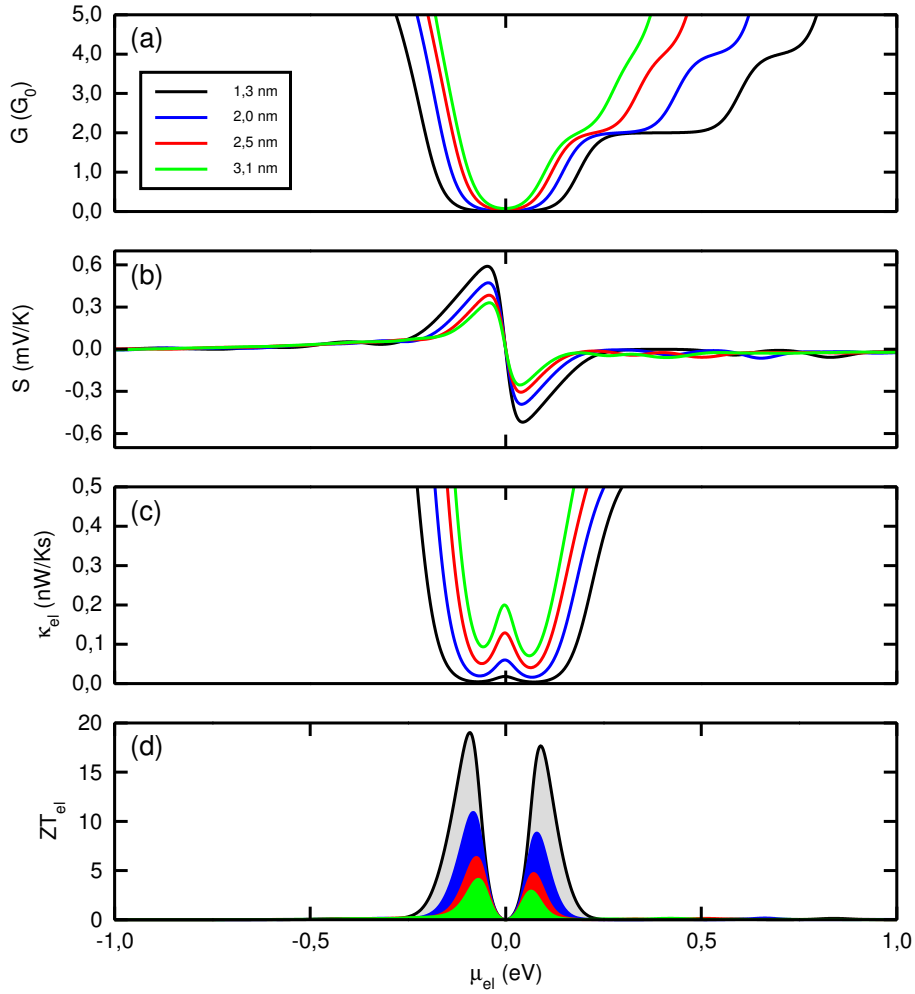 (a)
5,0
4,0
3,0
2,0
1,0
0,0
G (G0)
1,3 nm
2,0 nm
2,5 nm
3,1 nm
(b)
0,6
0,3
0,0
-0,3
-0,6
S (mV/K)
(c)
0,5
0,4
0,3
0,2
0,1
0,0
κel (nW/Ks)
(d)
20
15
10
5
0
ZTel
-1,0
-0,5
0,0
0,5
1,0
μel (eV)